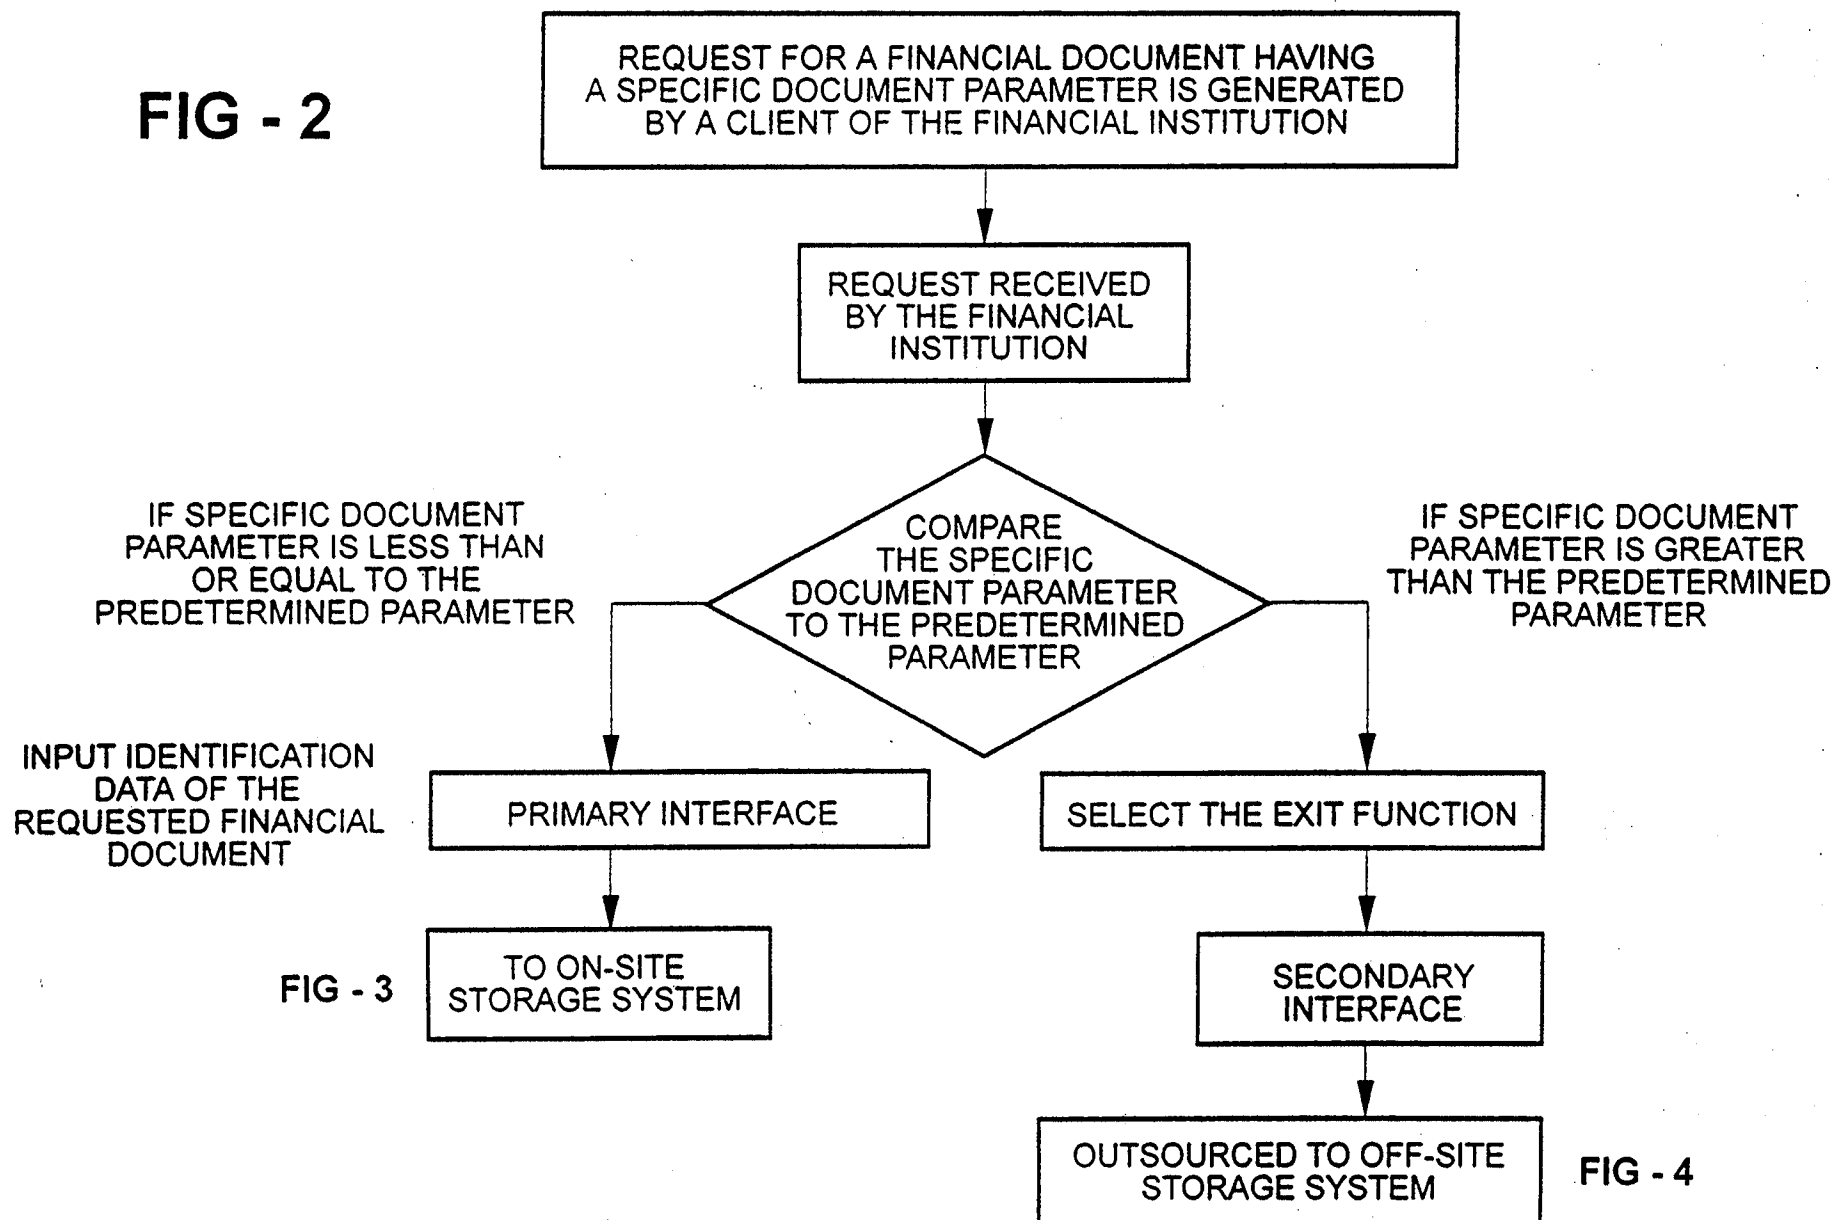 FIG - 2
REQUEST FOR A FINANCIAL DOCUMENT HAVING
A SPECIFIC DOCUMENT PARAMETER IS GENERATED
BY A CLIENT OF THE FINANCIAL INSTITUTION
REQUEST RECEIVED
BY THE FINANCIAL
INSTITUTION
COMPARE
THE SPECIFIC
DOCUMENT PARAMETER
TO THE PREDETERMINED
PARAMETER
IF SPECIFIC DOCUMENT
PARAMETER IS LESS THAN
OR EQUAL TO THE
PREDETERMINED PARAMETER
IF SPECIFIC DOCUMENT
PARAMETER IS GREATER
THAN THE PREDETERMINED
PARAMETER
INPUT IDENTIFICATION
DATA OF THE
REQUESTED FINANCIAL
DOCUMENT
PRIMARY INTERFACE
SELECT THE EXIT FUNCTION
FIG - 3
TO ON-SITE
STORAGE SYSTEM
SECONDARY
INTERFACE
OUTSOURCED TO OFF-SITE
STORAGE SYSTEM
FIG - 4